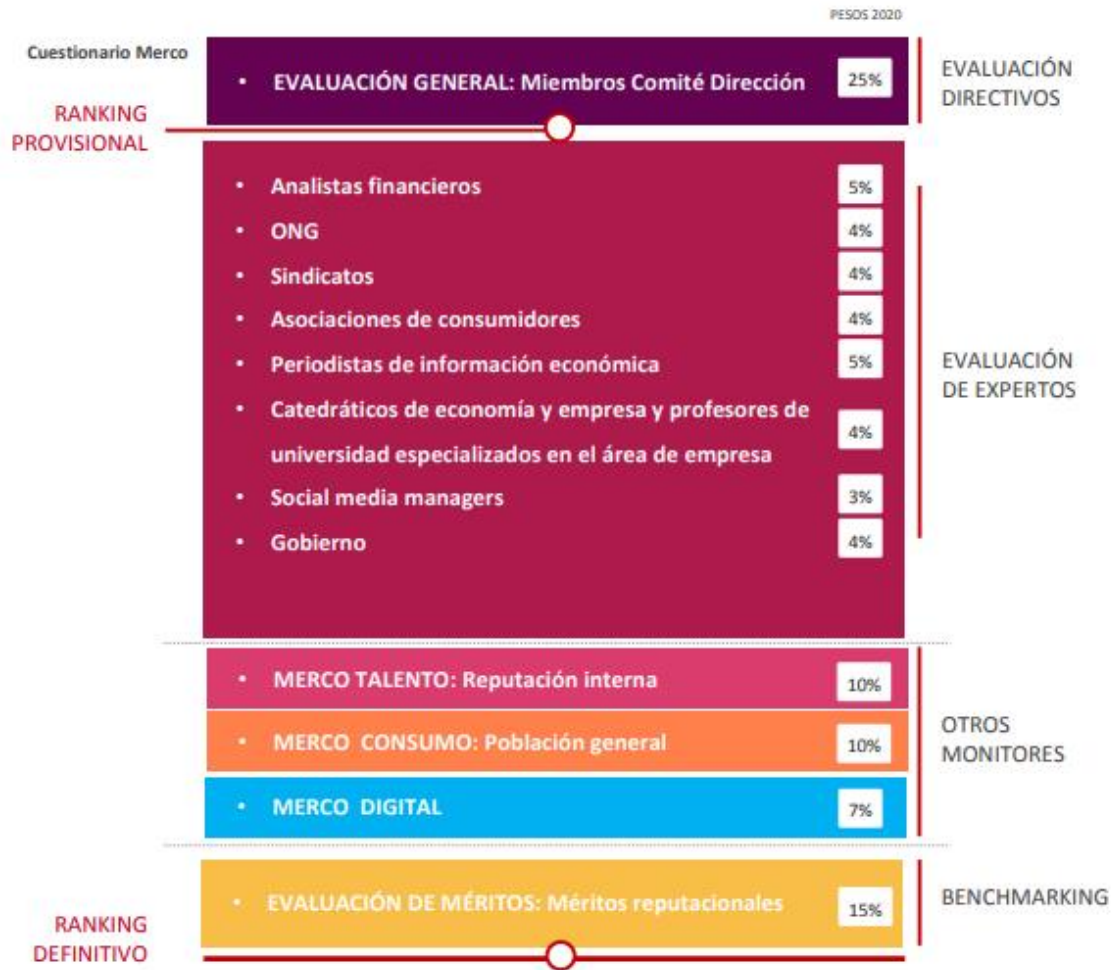 PESOS 2020
Cuestionario Merco
• EVALUACIÓN GENERAL: Miembros Comité Dirección 25%
EVALUACIÓN
DIRECTIVOS
RANKING
PROVISIONAL
• Analistas financieros 5%
• ONG 4%
• Sindicatos 4%
• Asociaciones de consumidores 4%
• Periodistas de información económica 5%
• Catedráticos de economía y empresa y profesores de
universidad especializados en el área de empresa 4%
• Social media managers 3%
• Gobierno 4%
EVALUACIÓN
DE EXPERTOS
• MERCO TALENTO: Reputación interna 10%
• MERCO CONSUMO: Población general 10%
• MERCO DIGITAL 7%
OTROS
MONITORES
• EVALUACIÓN DE MÉRITOS: Méritos reputacionales 15%
BENCHMARKING
RANKING
DEFINITIVO